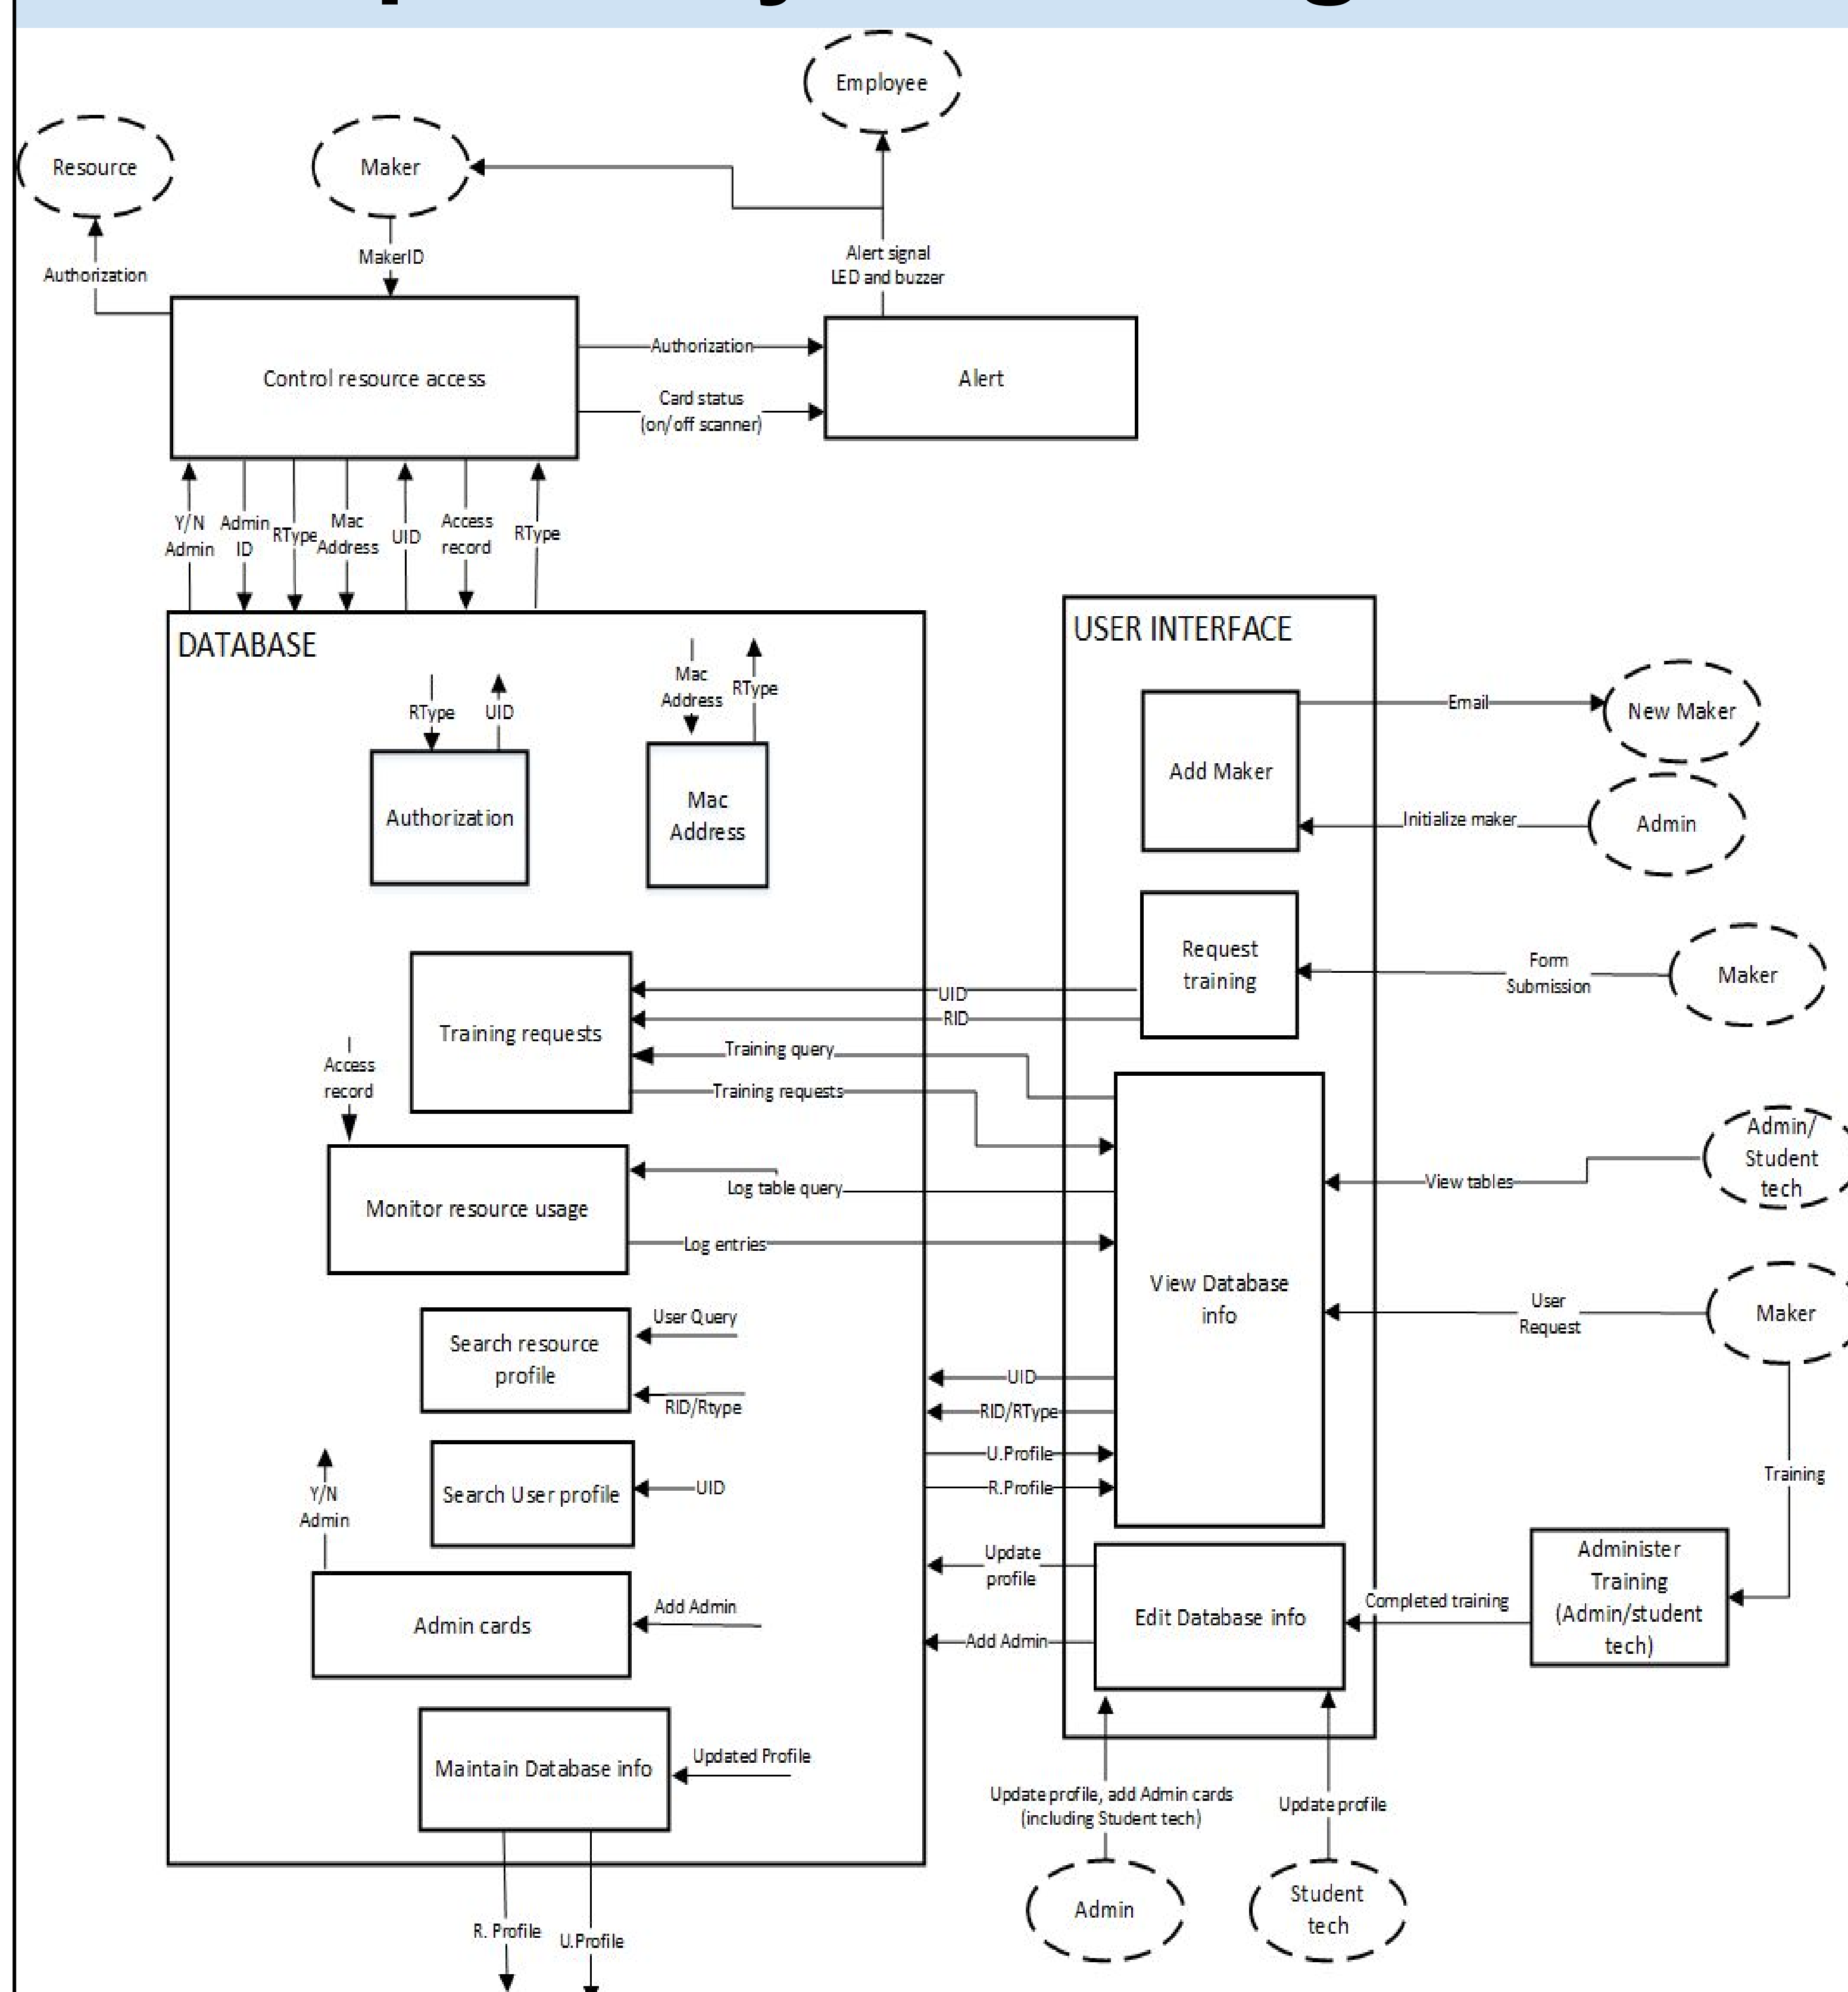 Employee
Resource
Maker
Authorization
MakerID
Alert signal
LED and buzzer
Control resource access
Authorization
Card status
(on/off scanner)
Alert
Y/N
Admin
Admin
ID
RType
Mac
Address
UID
Access
record
RType
DATABASE
RType
UID
Mac
Address
RType
Authorization
Mac
Address
USER INTERFACE
Add Maker
Email
New Maker
Initialize maker
Admin
Request
training
Form
Submission
Maker
Training requests
UID
RID
Training query
Training requests
Access
record
Monitor resource usage
Log table query
Log entries
View Database
info
View tables
Admin/
Student
tech
User
Request
Maker
Search resource
profile
User Query
RID/Rtype
UID
RID/RType
U.Profile
R.Profile
Search User profile
UID
Y/N
Admin
Admin cards
Add Admin
Update
profile
Add Admin
Edit Database info
Completed training
Training
Administer
Training
(Admin/student
tech)
Maintain Database info
Updated Profile
R. Profile
U.Profile
Update profile, add Admin cards
(including Student tech)
Update profile
Admin
Student
tech